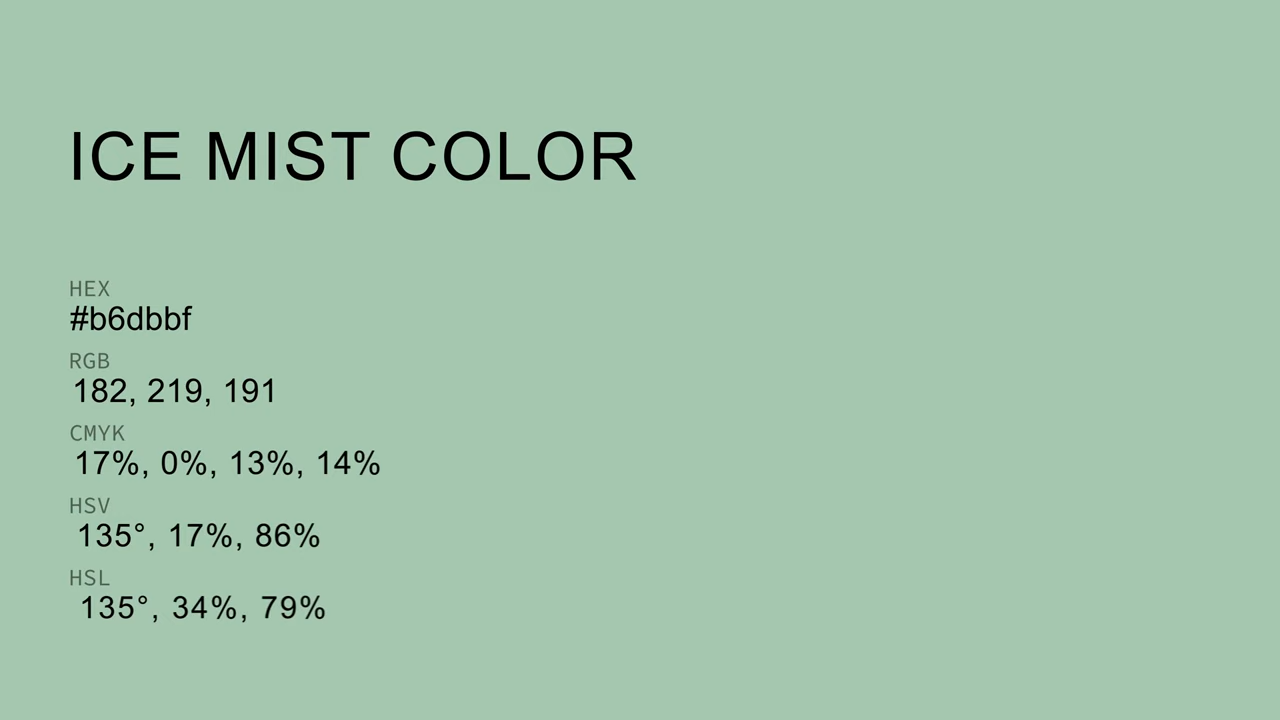 ICE MIST COLOR
HEX
#b6dbbf
RGB
182, 219, 191
CMYK
17%, 0%, 13%, 14%
HSV
135°, 17%, 86%
HSL
135°, 34%, 79%